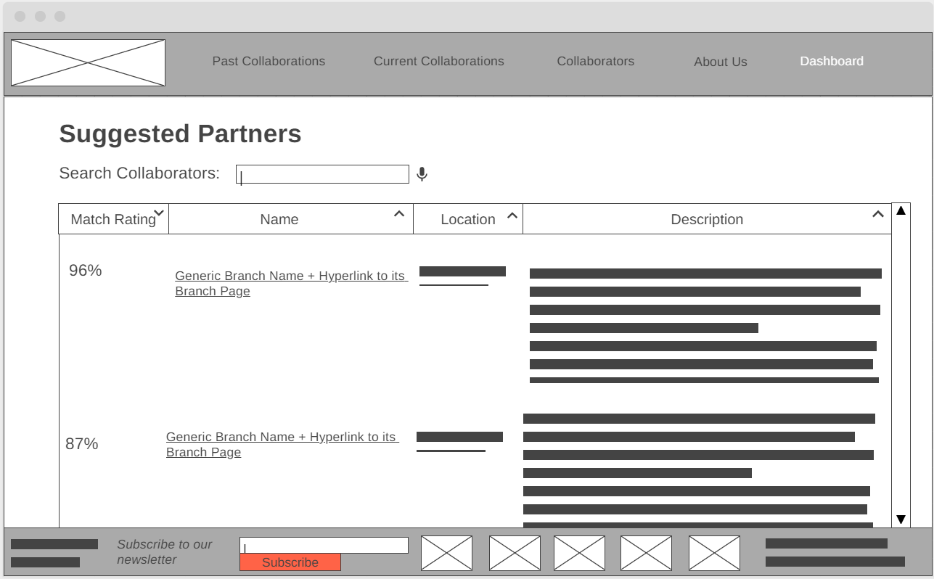 Past Collaborations Current Collaborations Collaborators About Us Dashboard
Suggested Partners
Search Collaborators:
Match Rating Name Location Description
96%
Generic Branch Name + Hyperlink to its
Branch Page
87%
Generic Branch Name + Hyperlink to its
Branch Page
Subscribe to our
newsletter
Subscribe